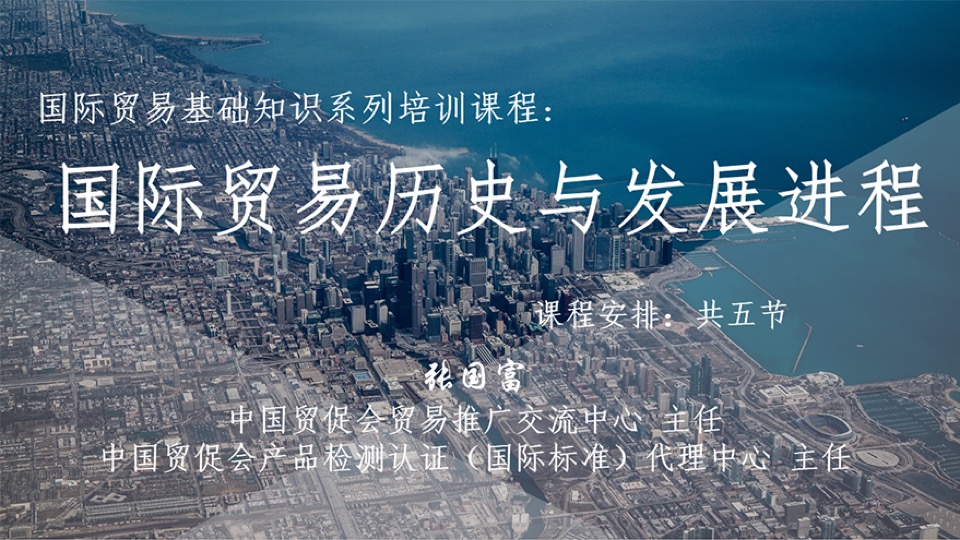 国际贸易基础知识系列培训课程：
国际贸易历史与发展进程
课程安排：共五节
张国富
中国贸促会贸易推广交流中心 主任
中国贸促会产品检测认证（国际标准）代理中心 主任